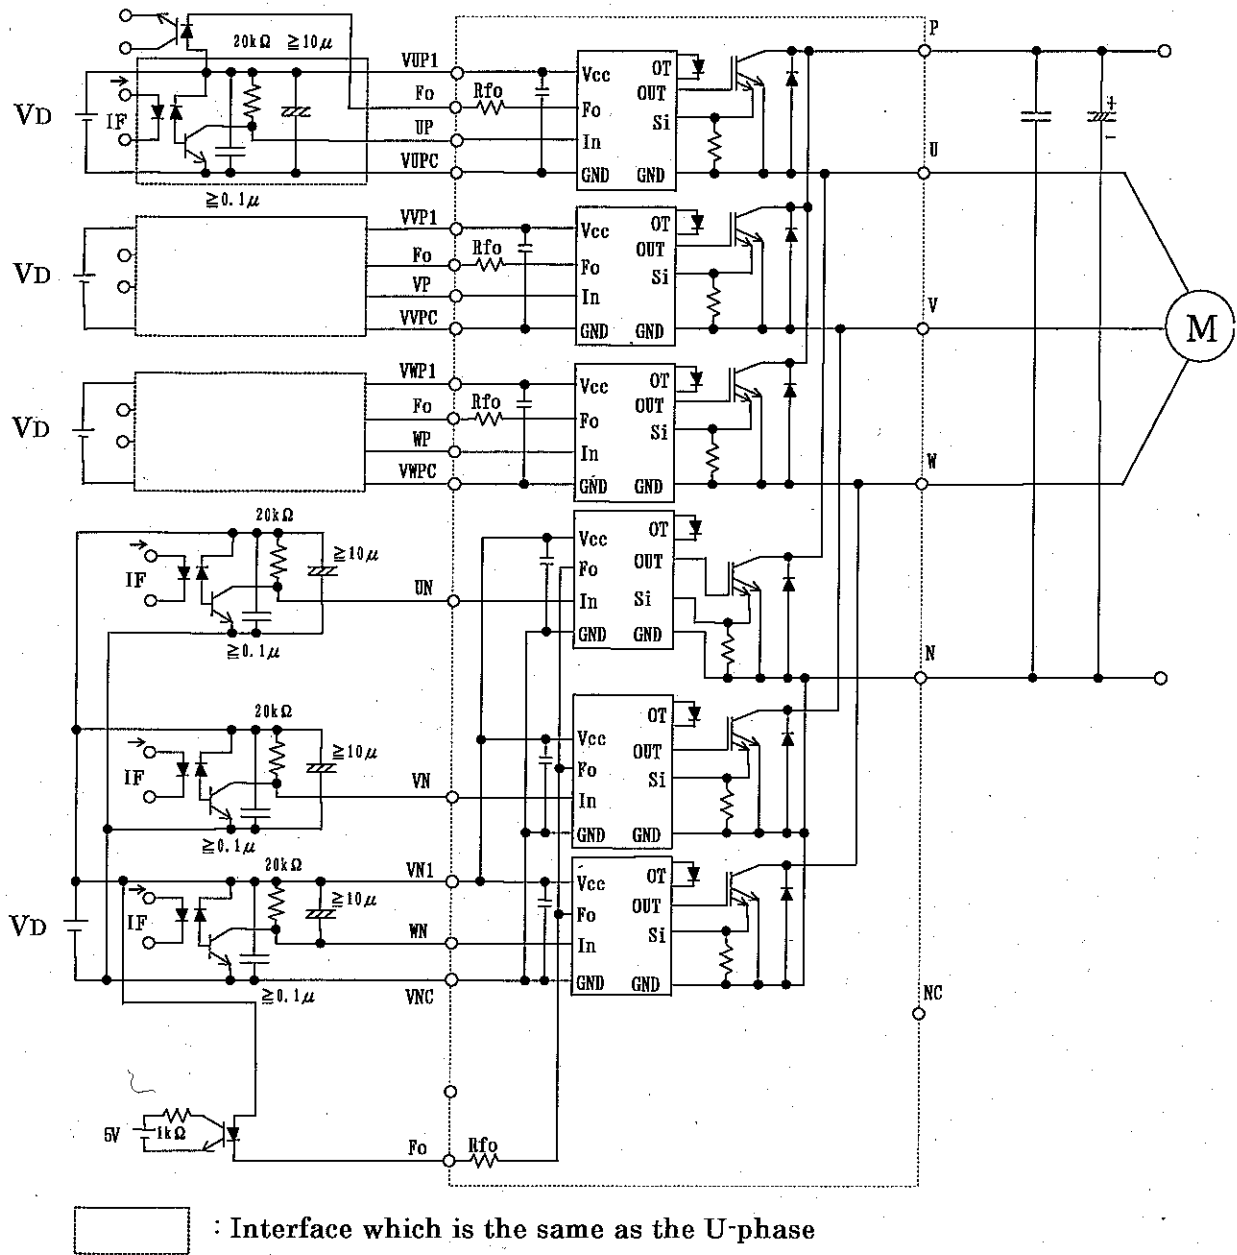 P
20kΩ ≧10μ
VUP1
Vcc
OT
Fo
Rfo
Fo
OUT
VD
IF
UP
In
Si
+
-
VUPC
GND
GND
U
≧0.1μ
VVP1
Vcc
OT
Fo
Rfo
Fo
OUT
VD
VP
In
Si
VVPC
GND
GND
V
M
VWP1
Vcc
OT
Fo
Rfo
Fo
OUT
VD
WP
In
Si
VWPC
GND
GND
W
20kΩ
≧10μ
IF
Vcc
OT
Fo
OUT
UN
In
Si
GND
GND
N
≧0.1μ
20kΩ
≧10μ
IF
Vcc
OT
Fo
OUT
VN
In
Si
GND
GND
≧0.1μ
20kΩ
≧10μ
VN1
Vcc
OT
VD
IF
Fo
OUT
WN
In
Si
VNC
GND
GND
≧0.1μ
NC
5V
1kΩ
Fo
Rfo
: Interface which is the same as the U-phase